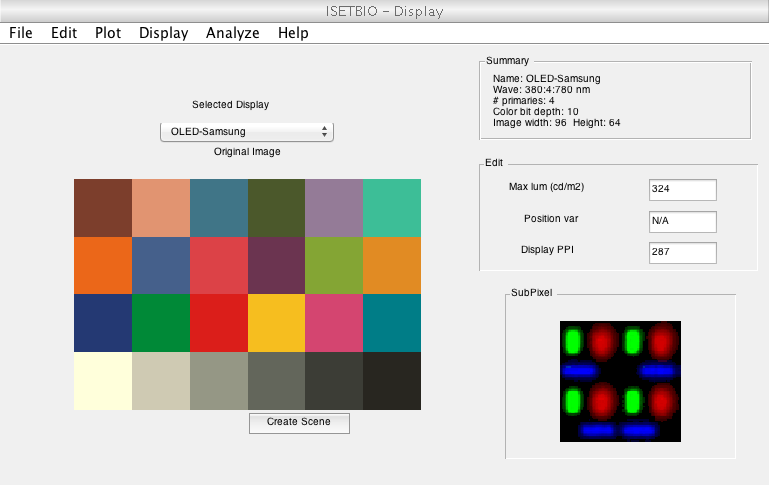 ISETBIO – Display
File Edit Plot Display Analyze Help
Selected Display
OLED-Samsung
Original Image
Create Scene
Summary
Name: OLED-Samsung
Wave: 380:4:780 nm
# primaries: 4
Color bit depth: 10
Image width: 96 Height: 64
Edit
Max lum (cd/m2) 324
Position var N/A
Display PPI 287
SubPixel